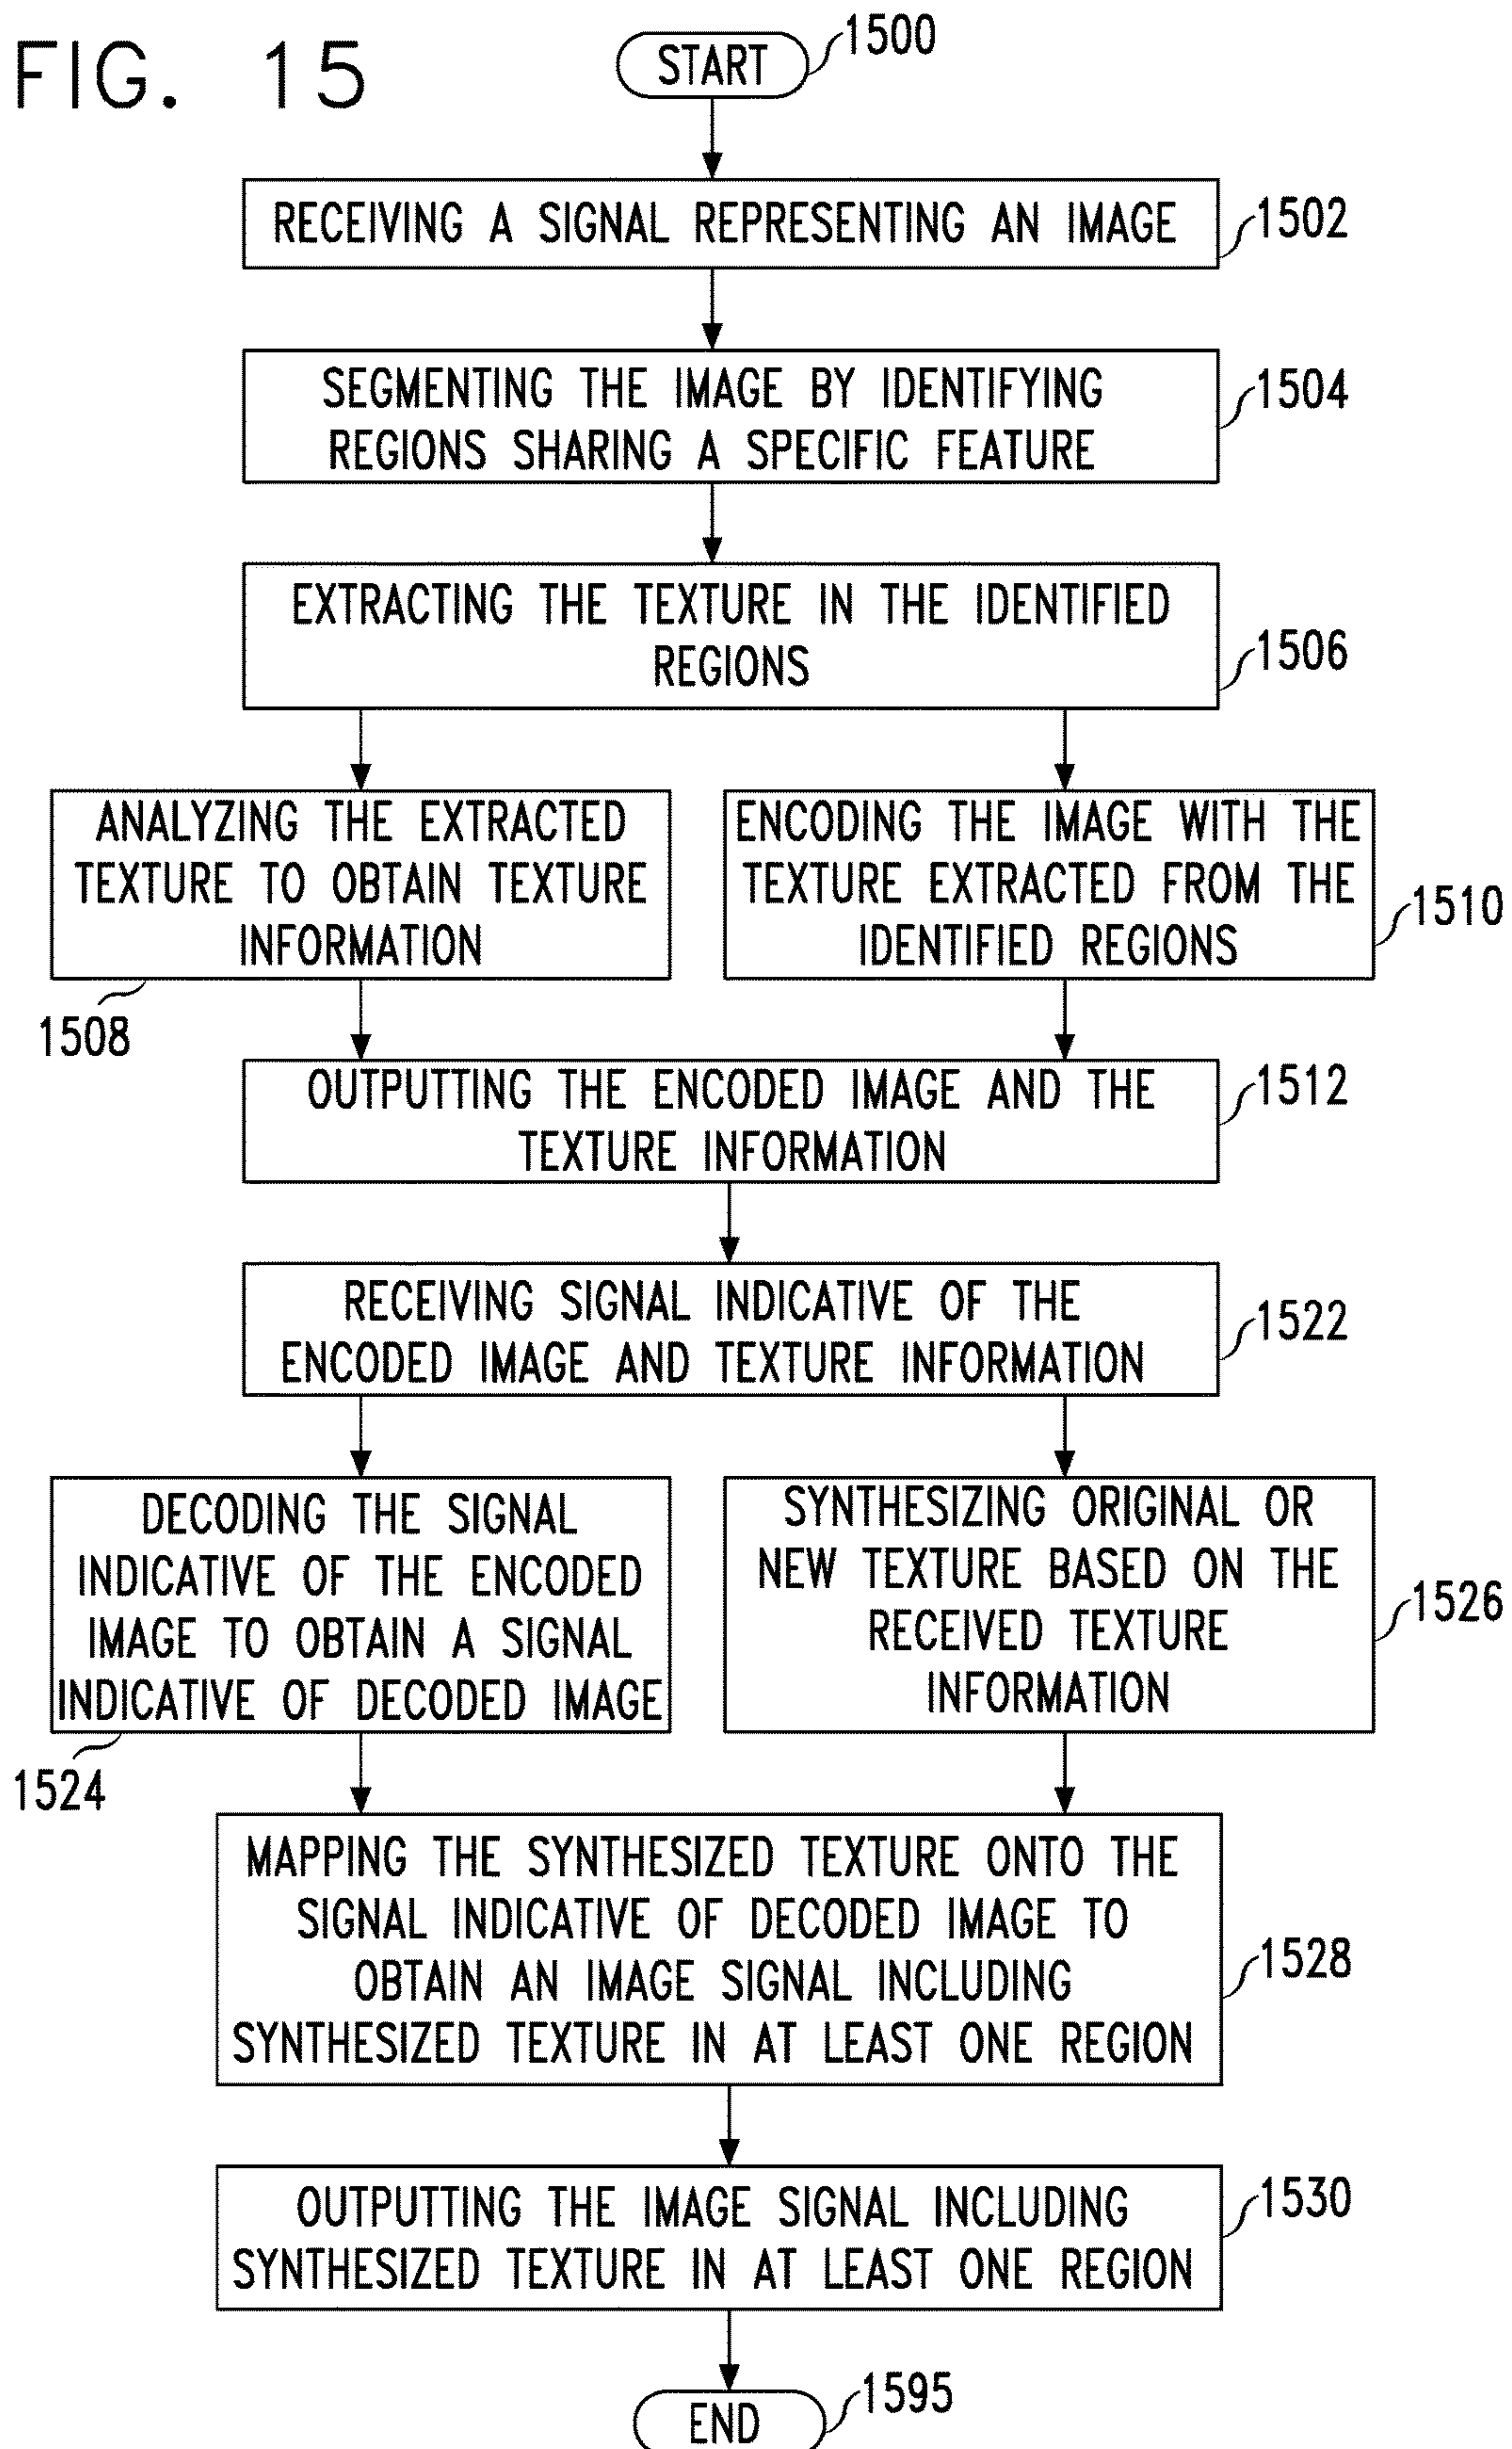 FIG. 15
START
1500
RECEIVING A SIGNAL REPRESENTING AN IMAGE
1502
SEGMENTING THE IMAGE BY IDENTIFYING
REGIONS SHARING A SPECIFIC FEATURE
1504
EXTRACTING THE TEXTURE IN THE IDENTIFIED
REGIONS
1506
ANALYZING THE EXTRACTED
TEXTURE TO OBTAIN TEXTURE
INFORMATION
1508
ENCODING THE IMAGE WITH THE
TEXTURE EXTRACTED FROM THE
IDENTIFIED REGIONS
1510
OUTPUTTING THE ENCODED IMAGE AND THE
TEXTURE INFORMATION
1512
RECEIVING SIGNAL INDICATIVE OF THE
ENCODED IMAGE AND TEXTURE INFORMATION
1522
DECODING THE SIGNAL
INDICATIVE OF THE ENCODED
IMAGE TO OBTAIN A SIGNAL
INDICATIVE OF DECODED IMAGE
1524
SYNTHESIZING ORIGINAL OR
NEW TEXTURE BASED ON THE
RECEIVED TEXTURE
INFORMATION
1526
MAPPING THE SYNTHESIZED TEXTURE ONTO THE
SIGNAL INDICATIVE OF DECODED IMAGE TO
OBTAIN AN IMAGE SIGNAL INCLUDING
SYNTHESIZED TEXTURE IN AT LEAST ONE REGION
1528
OUTPUTTING THE IMAGE SIGNAL INCLUDING
SYNTHESIZED TEXTURE IN AT LEAST ONE REGION
1530
END
1595